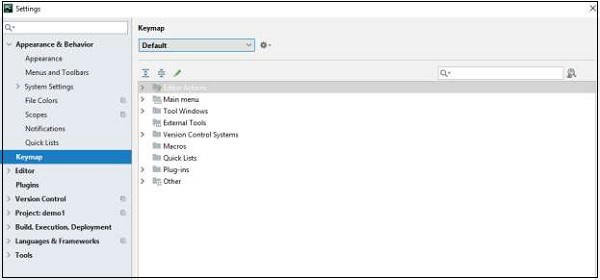 Settings
Appearance & Behavior
Appearance
Menus and Toolbars
System Settings
File Colors
Scopes
Notifications
Quick Lists
Keymap
Editor
Plugins
Version Control
Project: demo1
Build, Execution, Deployment
Languages & Frameworks
Tools
Keymap
Default
Editor Actions
Main menu
Tool Windows
External Tools
Version Control Systems
Macros
Quick Lists
Plug-ins
Other